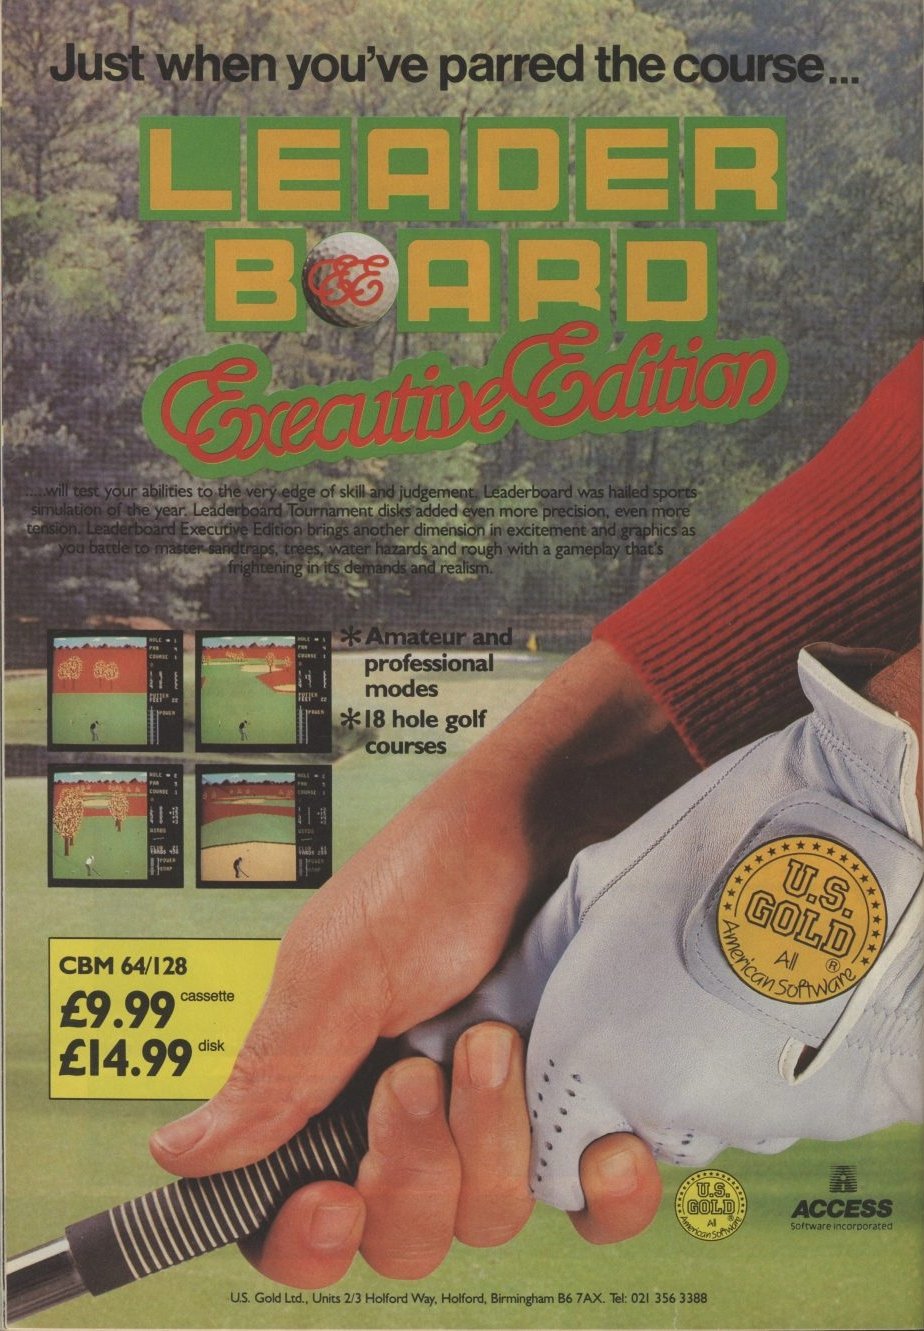 Just when you've parred the course...
LEADER
BOARD
EE
Executive Edition
.....will test your abilities to the very edge of skill and judgement. Leaderboard was hailed sports
simulation of the year. Leaderboard Tournament disks added even more precision, even more
tension. Leaderboard Executive Edition brings another dimension in excitement and graphics as
you battle to master sandtraps, trees, water hazards and rough with a gameplay that's
frightening in its demands and realism.
* Amateur and
professional
modes
* 18 hole golf
courses
CBM 64/128
£9.99 cassette
£14.99 disk
U.S.
GOLD
All ®
American Software
U.S.
GOLD
All
American Software
ACCESS
Software incorporated
U.S. Gold Ltd., Units 2/3 Holford Way, Holford, Birmingham B6 7AX. Tel: 021 356 3388